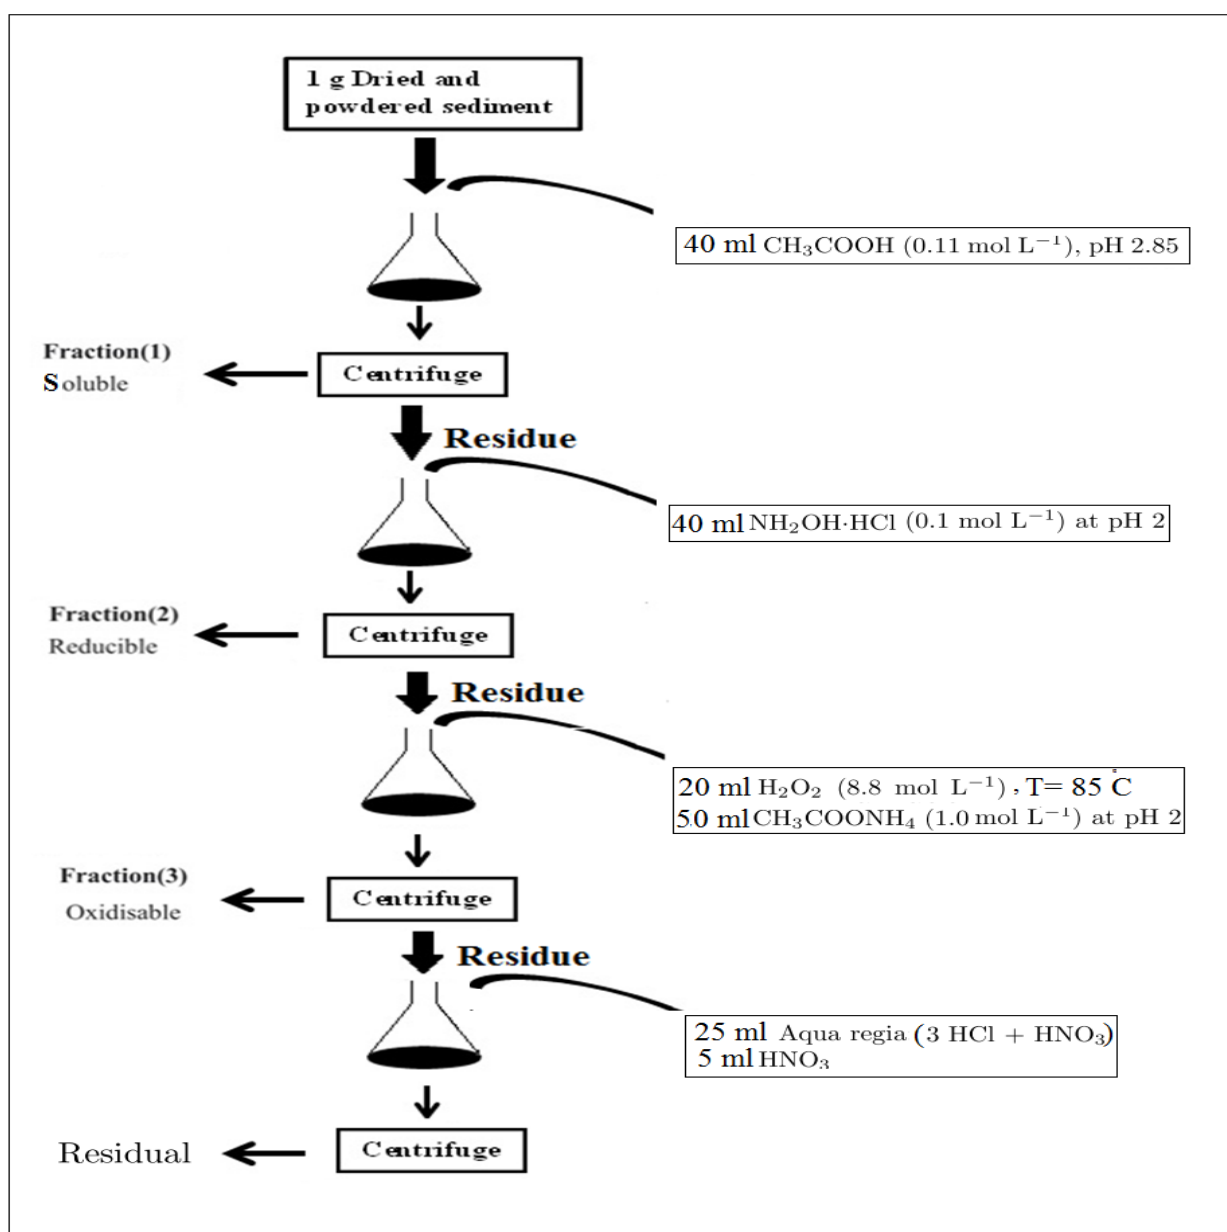 1 g Dried and
powdered sediment
40 ml CH₃COOH (0.11 mol L⁻¹), pH 2.85
Fraction(1)
Soluble
Centrifuge
Residue
40 ml NH₂OH·HCl (0.1 mol L⁻¹) at pH 2
Fraction(2)
Reducible
Centrifuge
Residue
20 ml H₂O₂ (8.8 mol L⁻¹), T= 85 °C
50 ml CH₃COONH₄ (1.0 mol L⁻¹) at pH 2
Fraction(3)
Oxidisable
Centrifuge
Residue
25 ml Aqua regia (3 HCl + HNO₃)
5 ml HNO₃
Residual
Centrifuge